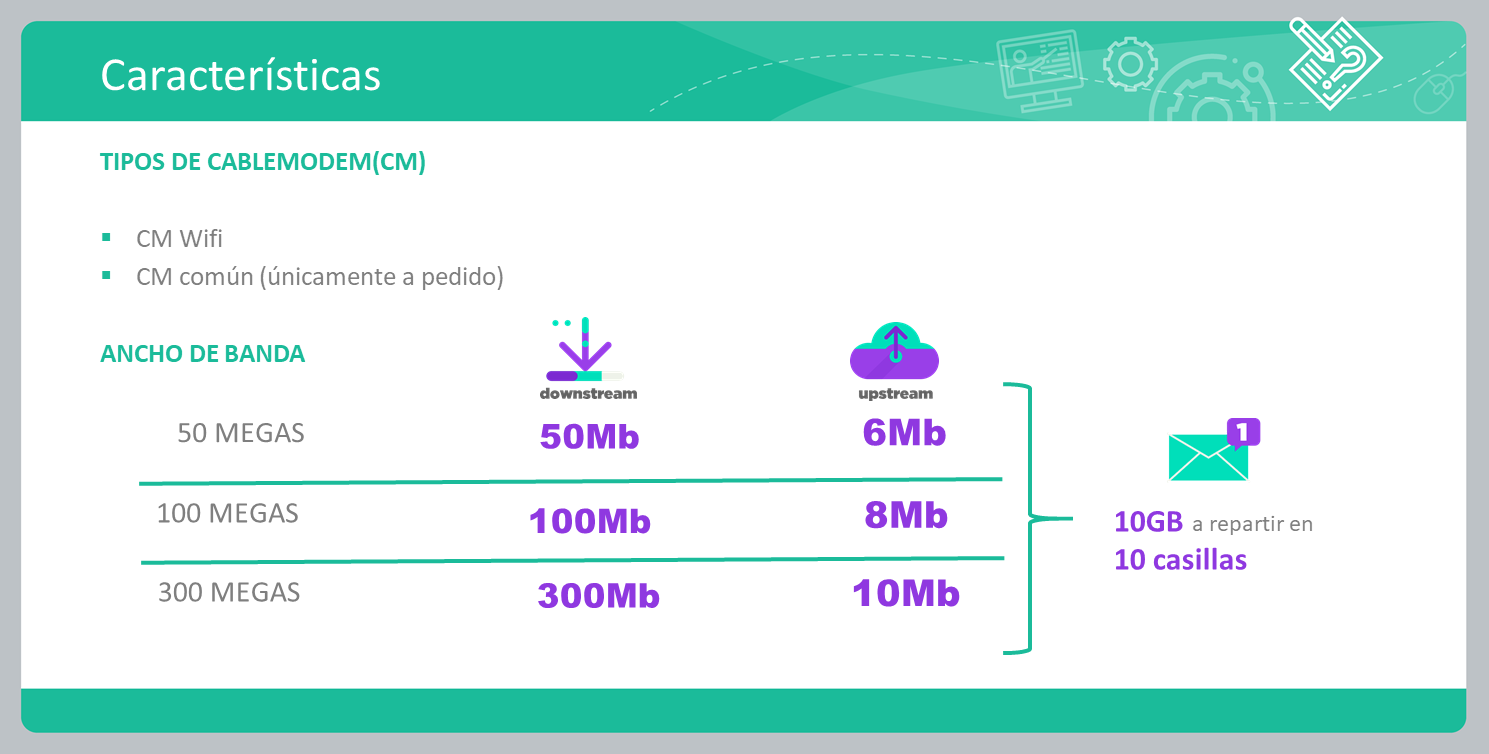 Características
TIPOS DE CABLEMODEM(CM)
CM Wifi
CM común (únicamente a pedido)
ANCHO DE BANDA
downstream
upstream
50 MEGAS
50Mb
6Mb
100 MEGAS
100Mb
8Mb
300 MEGAS
300Mb
10Mb
1
10GB a repartir en
10 casillas